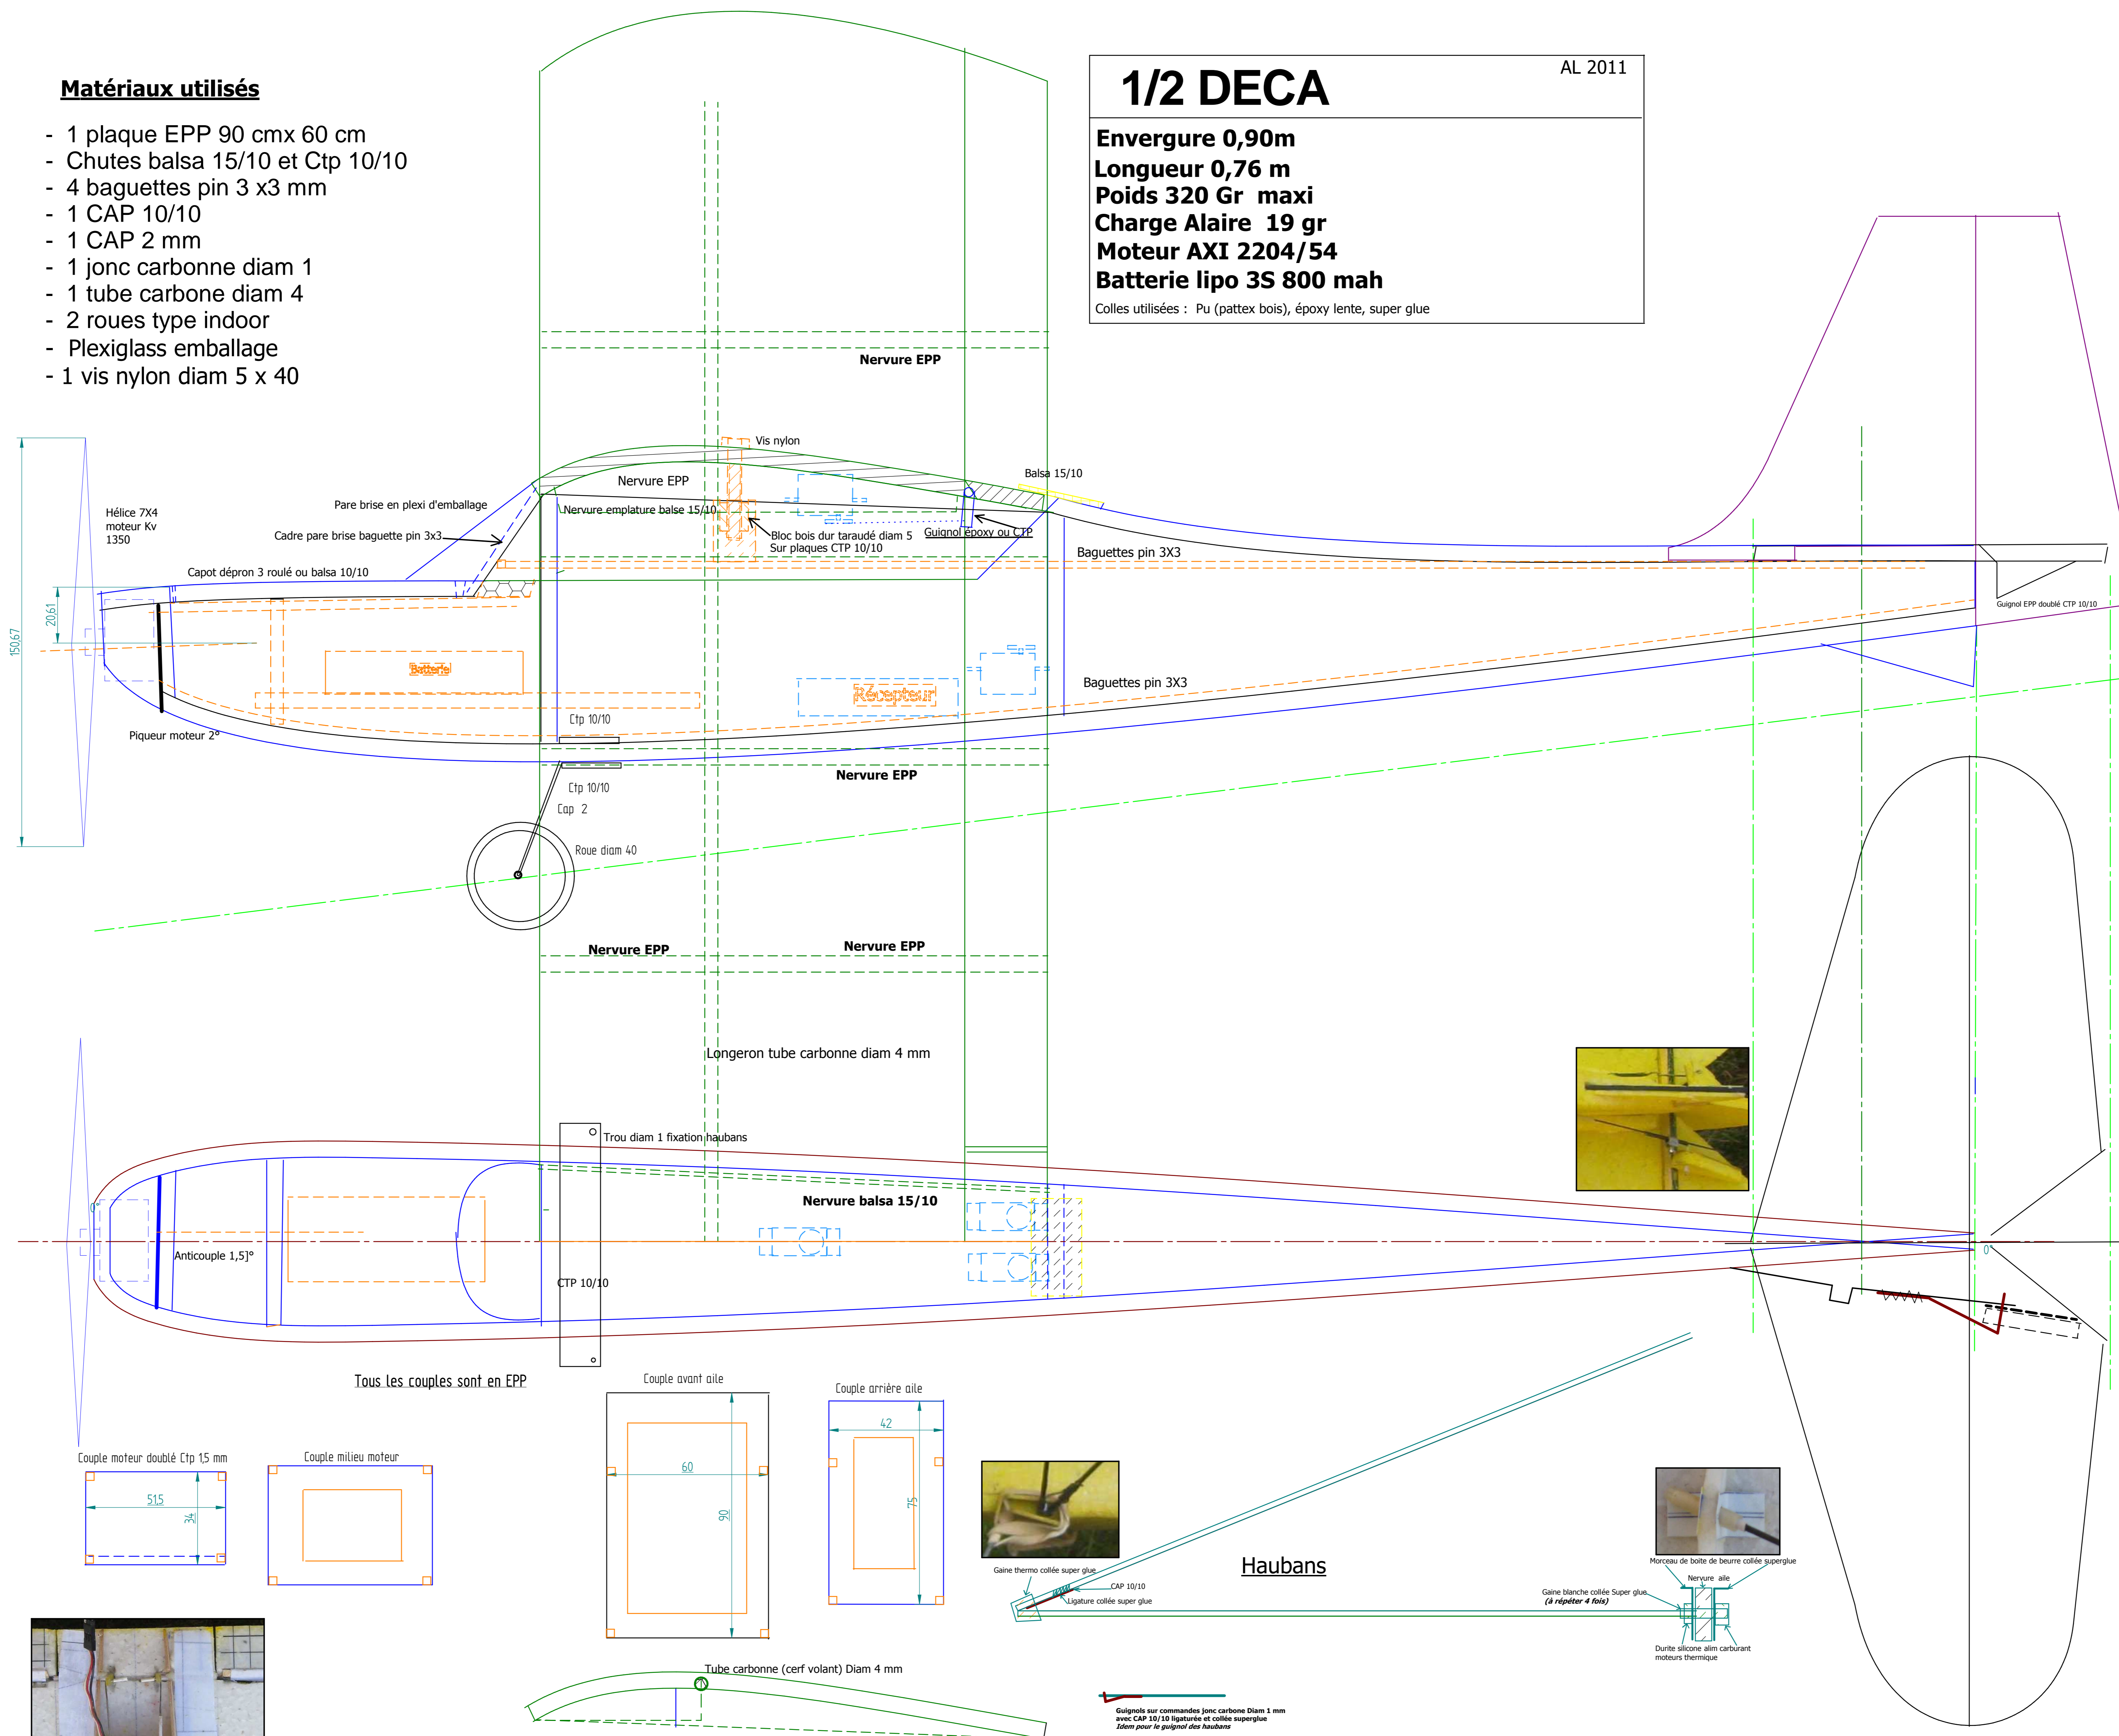 Matériaux utilisés
- 1 plaque EPP 90 cmx 60 cm
- Chutes balsa 15/10 et Ctp 10/10
- 4 baguettes pin 3 x3 mm
- 1 CAP 10/10
- 1 CAP 2 mm
- 1 jonc carbonne diam 1
- 1 tube carbone diam 4
- 2 roues type indoor
- Plexiglass emballage
- 1 vis nylon diam 5 x 40
1/2 DECA
AL 2011
Envergure 0,90m
Longueur 0,76 m
Poids 320 Gr maxi
Charge Alaire 19 gr
Moteur AXI 2204/54
Batterie lipo 3S 800 mah
Colles utilisées : Pu (pattex bois), époxy lente, super glue
Nervure EPP
Vis nylon
Balsa 15/10
Nervure EPP
Pare brise en plexi d'emballage
Nervure emplature balse 15/10
Hélice 7X4
moteur Kv
1350
Cadre pare brise baguette pin 3x3
Bloc bois dur taraudé diam 5
Sur plaques CTP 10/10
Guignol époxy ou CTP
Baguettes pin 3X3
Capot dépron 3 roulé ou balsa 10/10
Guignol EPP doublé CTP 10/10
20,61
150,67
Batterie
Récepteur
Baguettes pin 3X3
Ctp 10/10
Piqueur moteur 2°
Nervure EPP
Ctp 10/10
Cap 2
Roue diam 40
Nervure EPP
Nervure EPP
Longeron tube carbonne diam 4 mm
Trou diam 1 fixation haubans
Nervure balsa 15/10
0°
Anticouple 1,5]°
0°
CTP 10/10
Tous les couples sont en EPP
Couple avant aile
Couple arrière aile
42
Couple moteur doublé Ctp 1,5 mm
Couple milieu moteur
60
51,5
34
90
75
Haubans
Gaine thermo collée super glue
CAP 10/10
Ligature collée super glue
Morceau de boite de beurre collée superglue
Nervure aile
Gaine blanche collée Super glue
(à répéter 4 fois)
Durite silicone alim carburant
moteurs thermique
Tube carbonne (cerf volant) Diam 4 mm
Guignols sur commandes jonc carbone Diam 1 mm
avec CAP 10/10 ligaturée et collée superglue
Idem pour le guignol des haubans